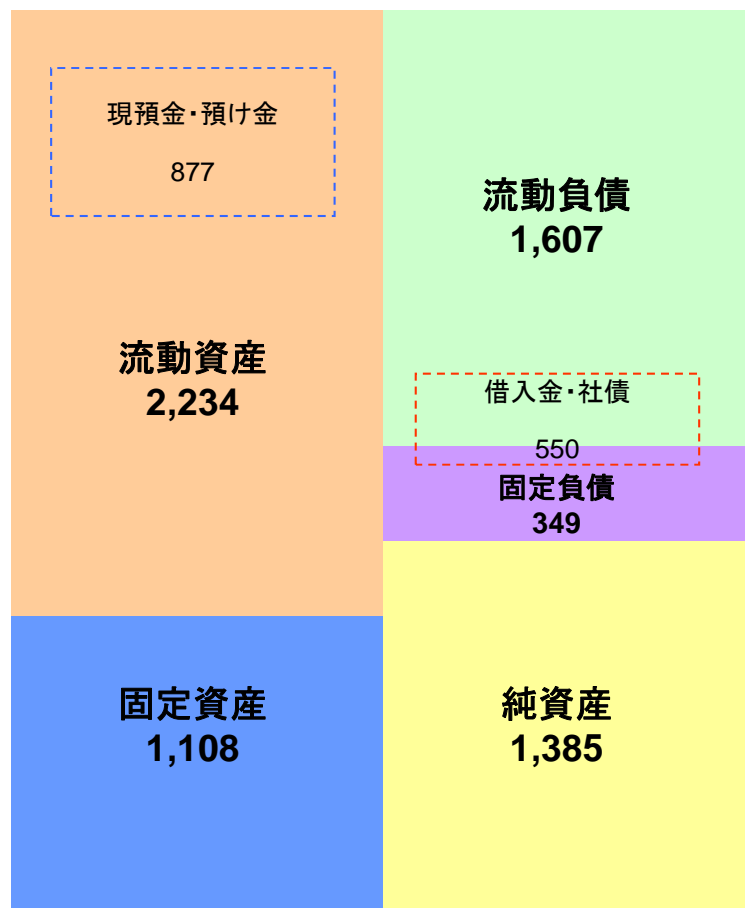 現預金・預け金
877
流動資産
2,234
固定資産
1,108
流動負債
1,607
借入金・社債
550
固定負債
349
純資産
1,385